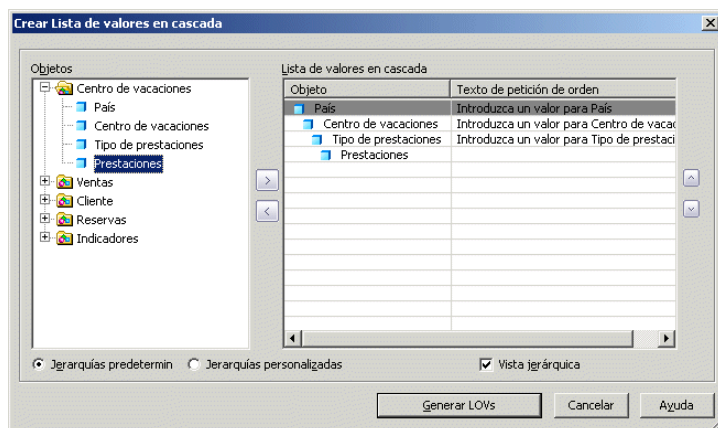 Crear Lista de valores en cascada
Objetos
Centro de vacaciones
País
Centro de vacaciones
Tipo de prestaciones
Prestaciones
Ventas
Cliente
Reservas
Indicadores
Lista de valores en cascada
Objeto Texto de petición de orden
País Introduzca un valor para País
Centro de vacaciones Introduzca un valor para Centro de vacac
Tipo de prestaciones Introduzca un valor para Tipo de prestaci
Prestaciones
Jerarquías predetermin Jerarquías personalizadas Vista jerárquica
Generar LOVs Cancelar Ayuda